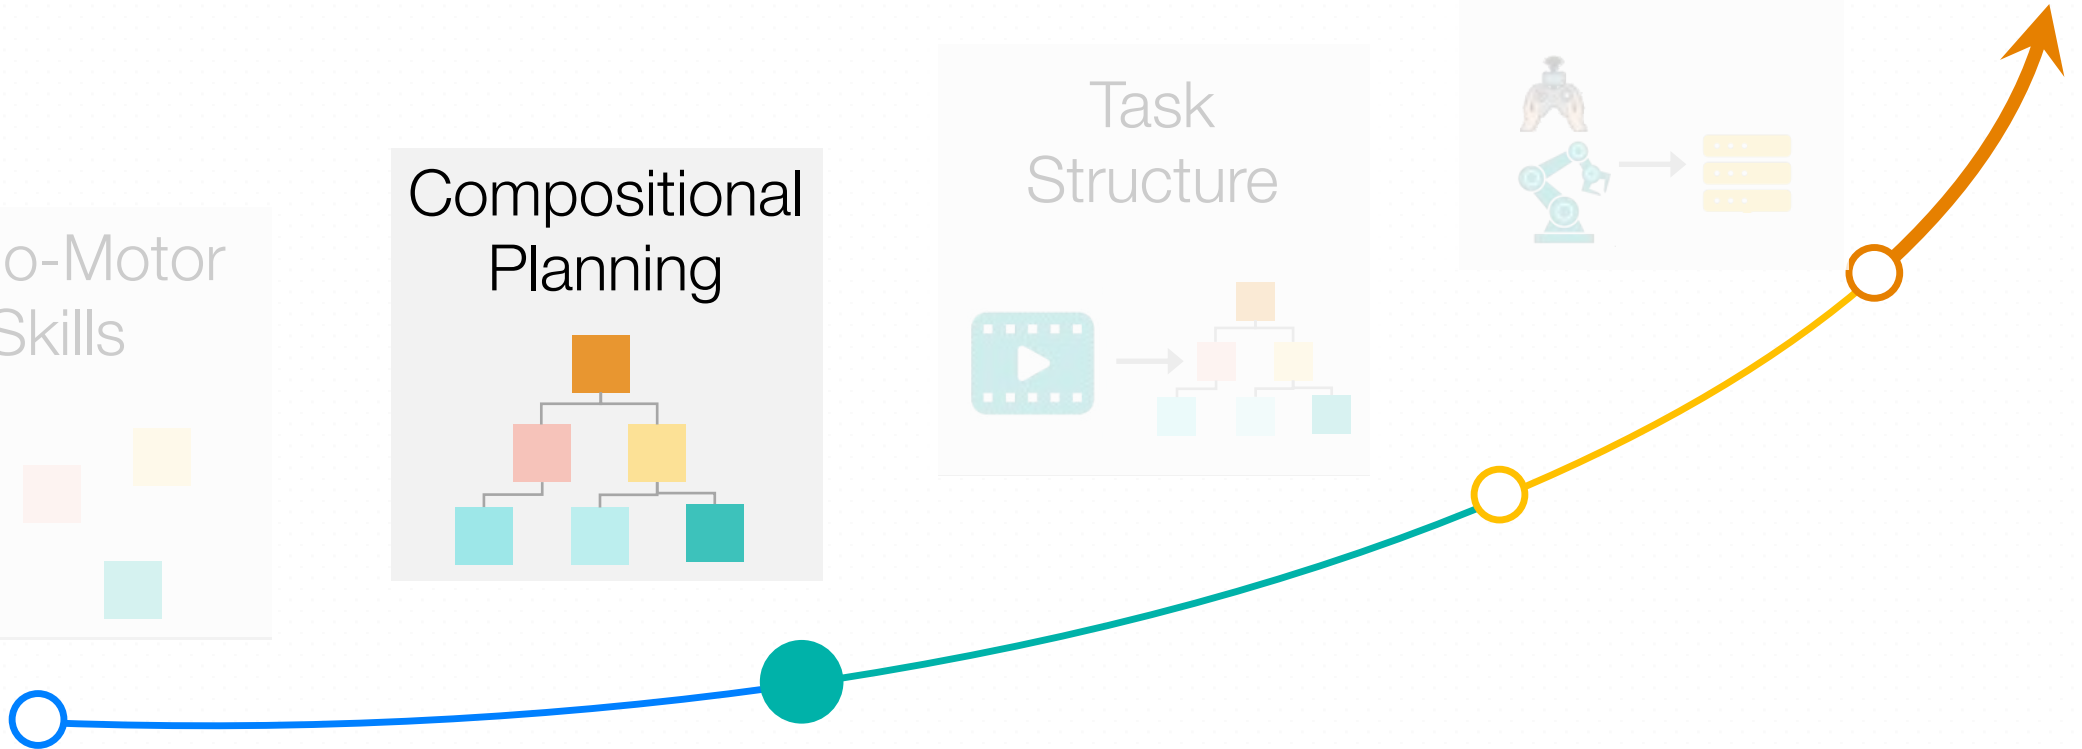 o-Motor
Skills
Compositional
Planning
Task
Structure